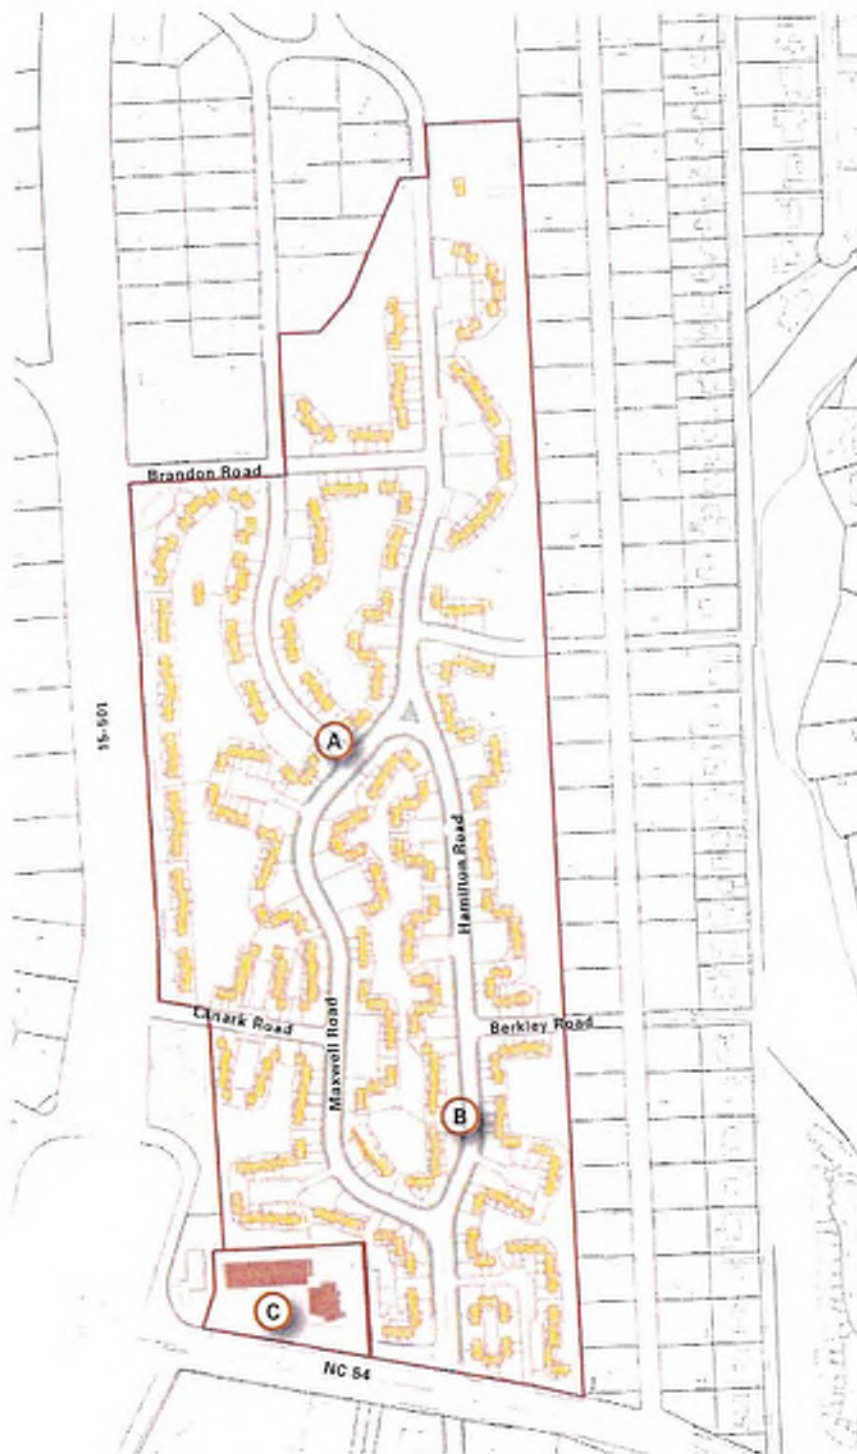 Brandon Road
15-501
A
Hamilton Road
Lanark Road
Maxwell Road
Berkley Road
B
C
NC 54